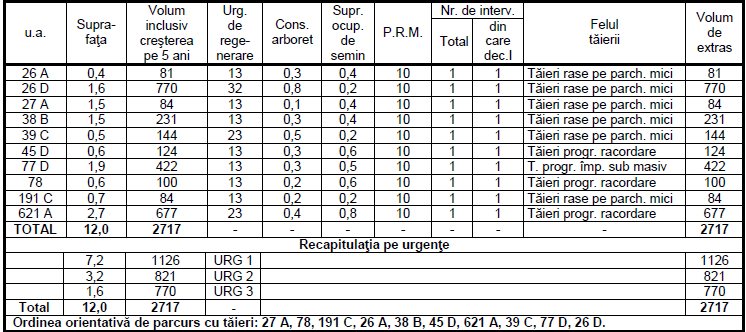 u.a. Supra-faţa Volum inclusiv creşterea pe 5 ani Urg. de rege-nerare Cons. arboret Supr. ocup. de semin P.R.M. Nr. de interv. Total din care dec.I Felul tăierii Volum de extras
26 A 0,4 81 13 0,3 0,4 10 1 1 Tăieri rase pe parch. mici 81
26 D 1,6 770 32 0,8 0,2 10 1 1 Tăieri rase pe parch. mici 770
27 A 1,5 84 13 0,1 0,4 10 1 1 Tăieri rase pe parch. mici 84
38 B 1,5 231 13 0,3 0,4 10 1 1 Tăieri rase pe parch. mici 231
39 C 0,5 144 23 0,5 0,2 10 1 1 Tăieri rase pe parch. mici 144
45 D 0,6 124 13 0,3 0,6 10 1 1 Tăieri progr. racordare 124
77 D 1,9 422 13 0,3 0,5 10 1 1 T. progr. împ. sub masiv 422
78 0,6 100 13 0,2 0,6 10 1 1 Tăieri progr. racordare 100
191 C 0,7 84 13 0,2 0,2 10 1 1 Tăieri rase pe parch. mici 84
621 A 2,7 677 23 0,4 0,8 10 1 1 Tăieri progr. racordare 677
TOTAL 12,0 2717 - - - - - - - 2717
Recapitulaţia pe urgenţe
7,2 1126 URG 1 1126
3,2 821 URG 2 821
1,6 770 URG 3 770
Total 12,0 2717 - 2717
Ordinea orientativă de parcurs cu tăieri: 27 A, 78, 191 C, 26 A, 38 B, 45 D, 621 A, 39 C, 77 D, 26 D.